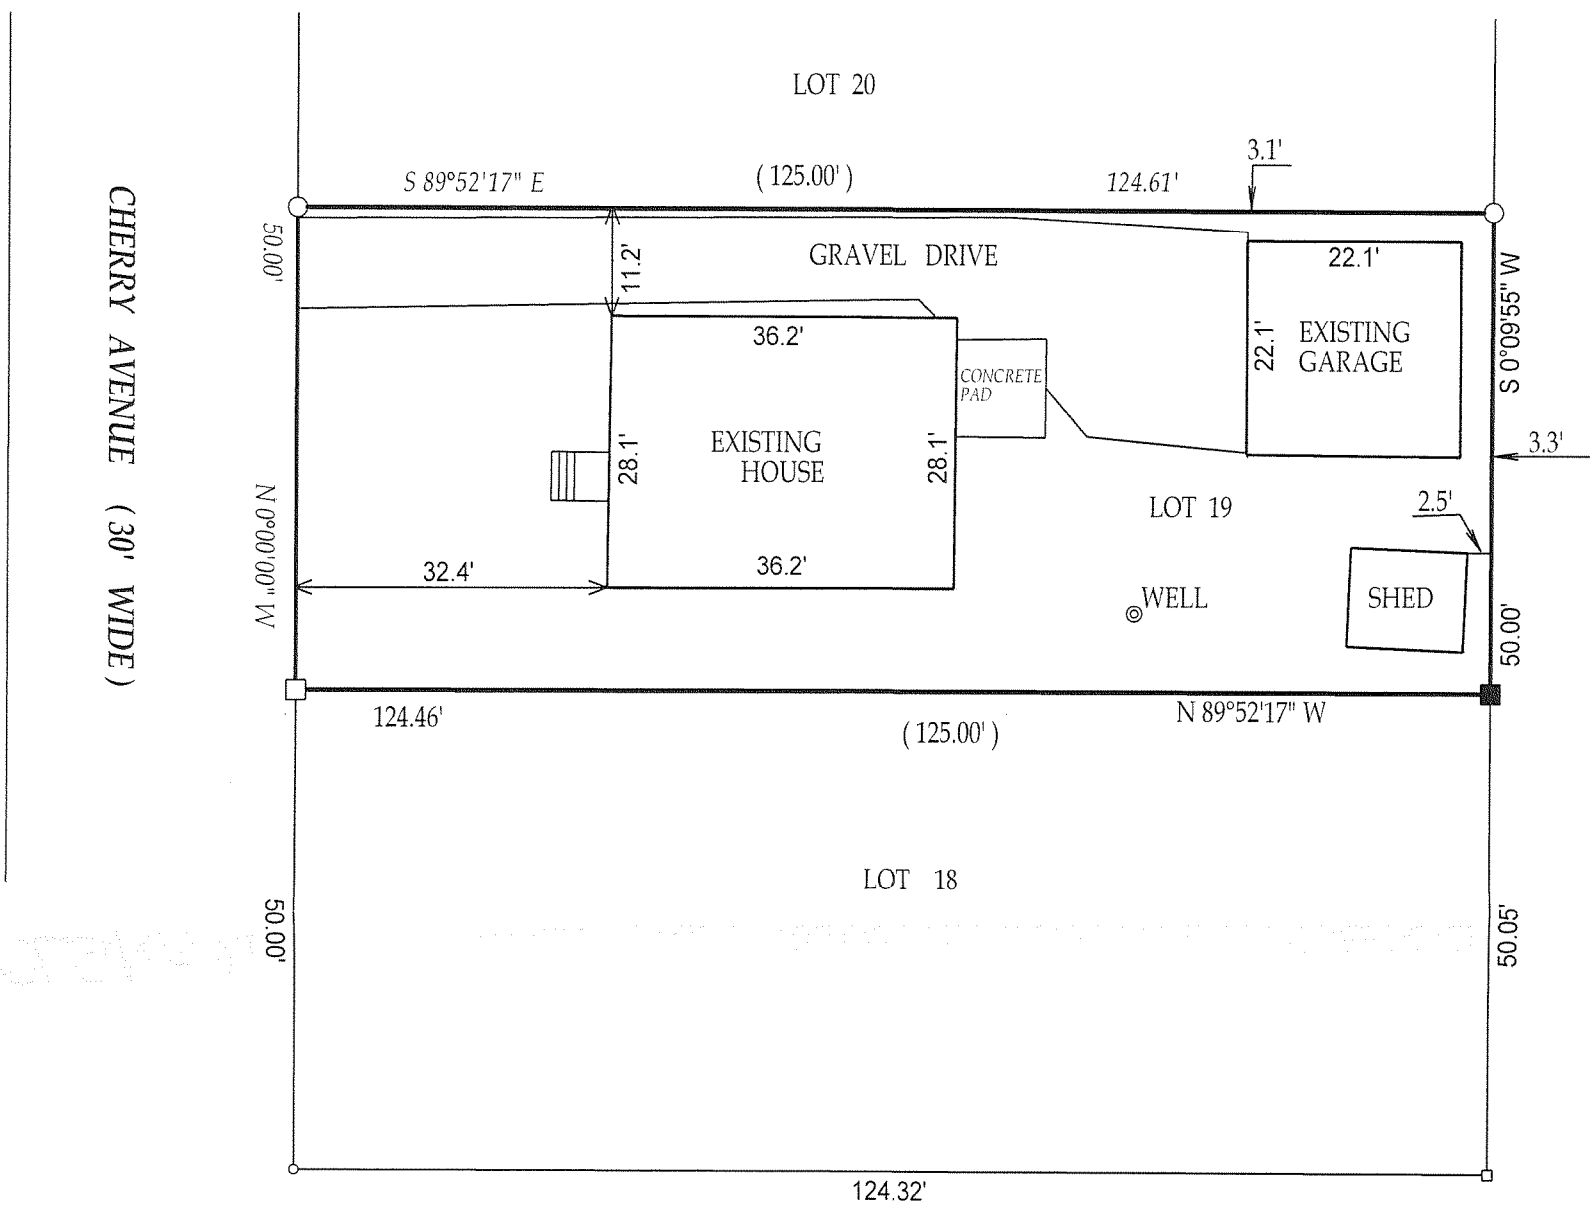 LOT 20
S 89°52'17" E
( 125.00' )
124.61'
3.1'
CHERRY AVENUE ( 30' WIDE )
50.00'
N 0°00'00" W
11.2'
GRAVEL DRIVE
22.1'
22.1'
EXISTING
GARAGE
S 0°09'55" W
36.2'
CONCRETE
PAD
28.1'
EXISTING
HOUSE
28.1'
3.3'
LOT 19
2.5'
32.4'
36.2'
WELL
SHED
50.00'
124.46'
( 125.00' )
N 89°52'17" W
LOT 18
50.00'
50.05'
124.32'